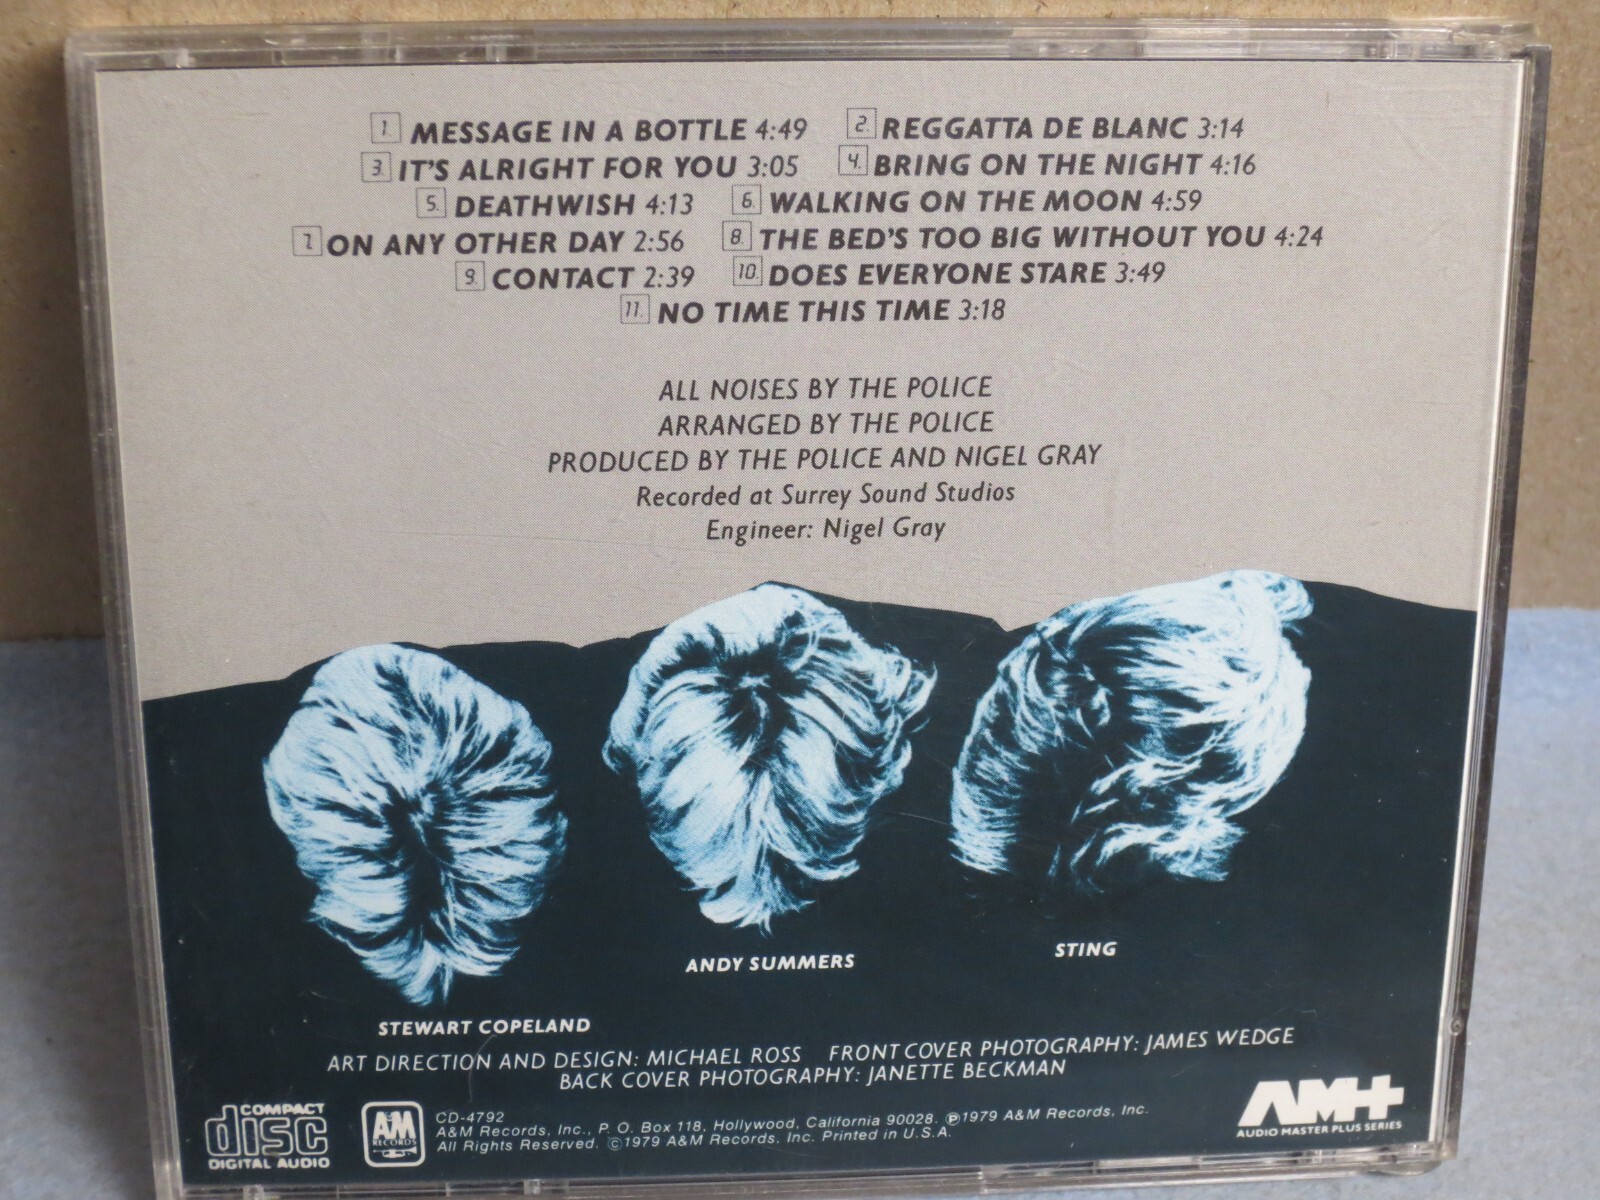 1. MESSAGE IN A BOTTLE 4:49 2. REGGATTA DE BLANC 3:14
3. IT'S ALRIGHT FOR YOU 3:05 4. BRING ON THE NIGHT 4:16
5. DEATHWISH 4:13 6. WALKING ON THE MOON 4:59
7. ON ANY OTHER DAY 2:56 8. THE BED'S TOO BIG WITHOUT YOU 4:24
9. CONTACT 2:39 10. DOES EVERYONE STARE 3:49
11. NO TIME THIS TIME 3:18
ALL NOISES BY THE POLICE
ARRANGED BY THE POLICE
PRODUCED BY THE POLICE AND NIGEL GRAY
Recorded at Surrey Sound Studios
Engineer: Nigel Gray
STING
ANDY SUMMERS
STEWART COPELAND
ART DIRECTION AND DESIGN: MICHAEL ROSS FRONT COVER PHOTOGRAPHY: JAMES WEDGE
BACK COVER PHOTOGRAPHY: JANETTE BECKMAN
COMPACT
disc
DIGITAL AUDIO
A&M
RECORDS
CD-4792
A&M Records, Inc., P. O. Box 118, Hollywood, California 90028. ℗1979 A&M Records, Inc.
All Rights Reserved. ©1979 A&M Records, Inc. Printed in U.S.A.
AM+
AUDIO MASTER PLUS SERIES